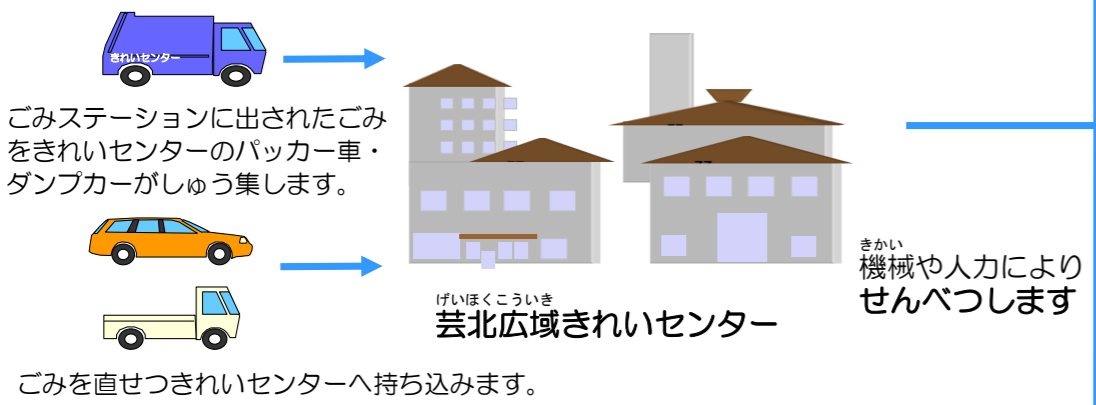 きれいセンター
ごみステーションに出されたごみ
をきれいセンターのパッカー車・
ダンプカーがしゅう集します。
げいほくこういき
芸北広域きれいセンター
きかい
機械や人力により
せんべつします
ごみを直せつきれいセンターへ持ち込みます。